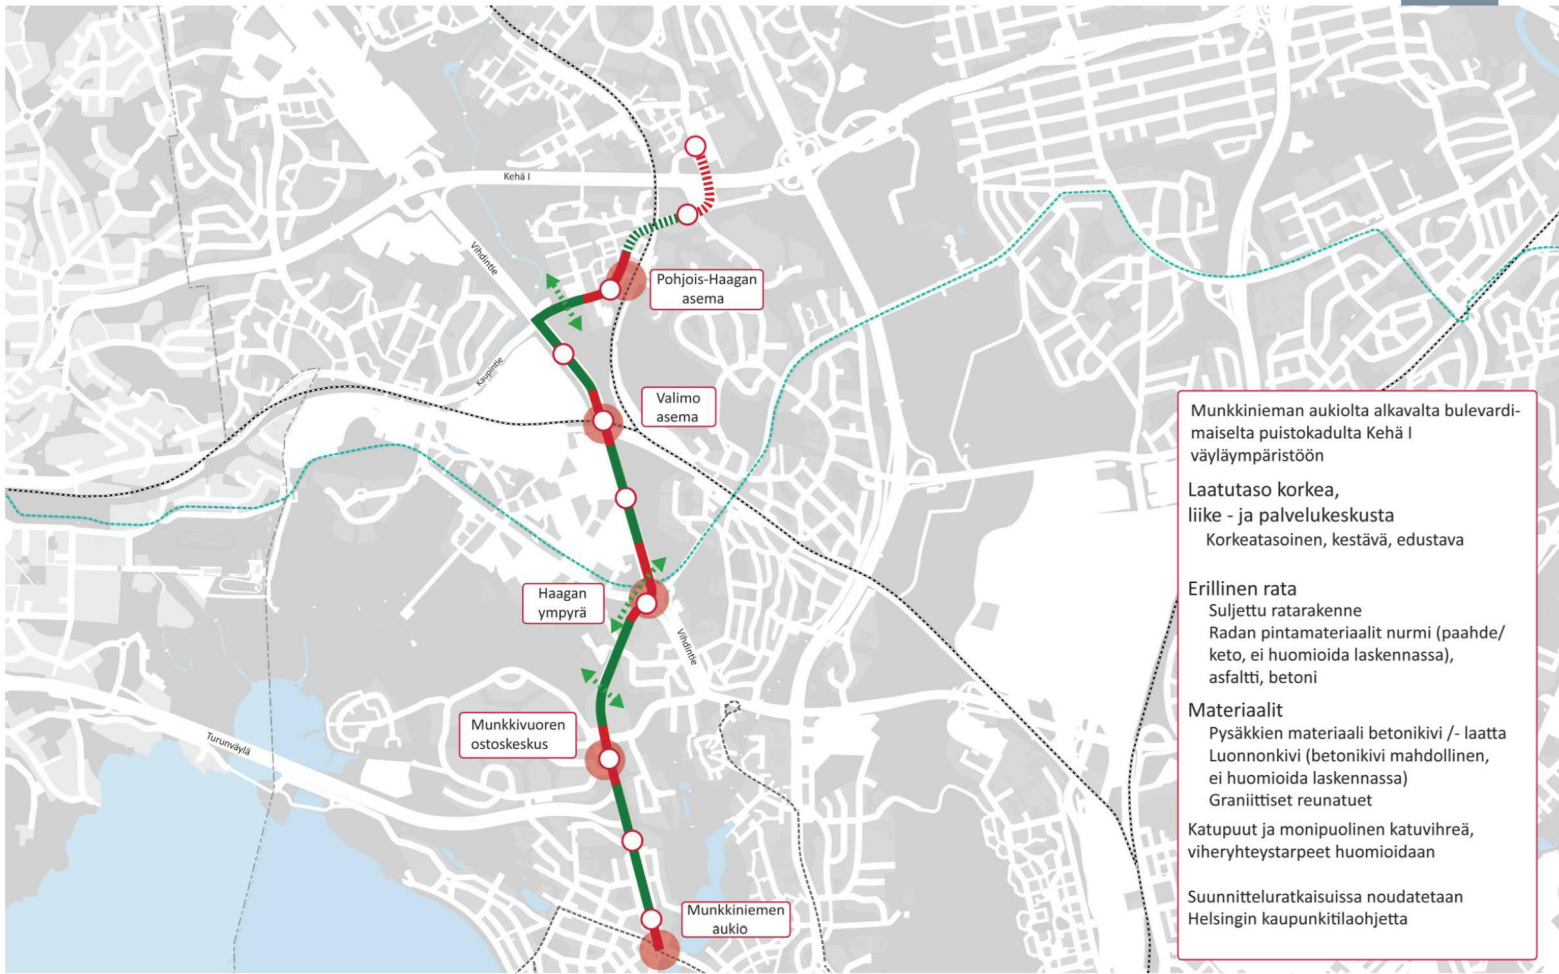 Kehä I
Vihdintie
Pohjois-Haagan
asema
Kaupintie
Valimo
asema
Haagan
ympyrä
Vihdintie
Munkkivuoren
ostoskeskus
Turunväylä
Munkkiniemen
aukio
Munkkinieman aukiolta alkavalta bulevardi-
maiselta puistokadulta Kehä I
väyläympäristöön
Laatutaso korkea,
liike - ja palvelukeskusta
Korkeatasoinen, kestävä, edustava
Erillinen rata
Suljettu ratarakenne
Radan pintamateriaalit nurmi (paahde/
keto, ei huomioida laskennassa),
asfaltti, betoni
Materiaalit
Pysäkkien materiaali betonikivi /- laatta
Luonnonkivi (betonikivi mahdollinen,
ei huomioida laskennassa)
Graniittiset reunatuet
Katupuut ja monipuolinen katuvihreä,
viheryhteystarpeet huomioidaan
Suunnitteluratkaisuissa noudatetaan
Helsingin kaupunkitilaohjetta